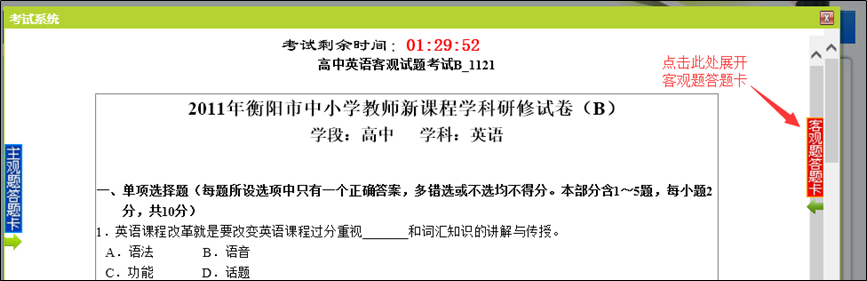 考试系统
考试剩余时间：01:29:52
高中英语客观试题考试B_1121
点击此处展开
客观题答题卡
2011年衡阳市中小学教师新课程学科研修试卷（B）
学段：高中 学科：英语
主观题答题卡
客观题答题卡
一、单项选择题（每题所设选项中只有一个正确答案，多错选或不选均不得分。本部分含1～5题，每小题2
分，共10分）
1．英语课程改革就是要改变英语课程过分重视_______和词汇知识的讲解与传授。
A．语法 B．语音
C．功能 D．话题